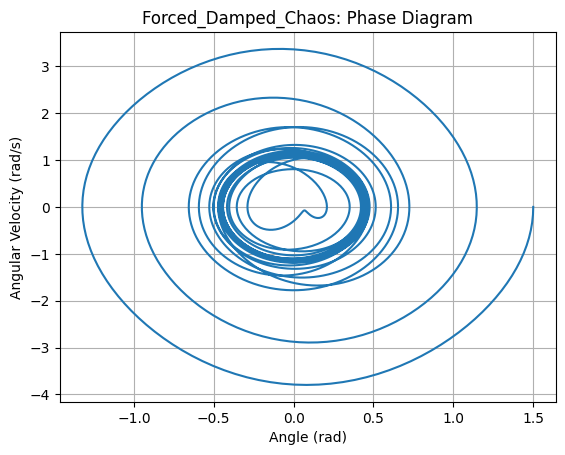 Forced_Damped_Chaos: Phase Diagram
Angular Velocity (rad/s)
3
2
1
0
−1
−2
−3
−4
−1.0 −0.5 0.0 0.5 1.0 1.5
Angle (rad)